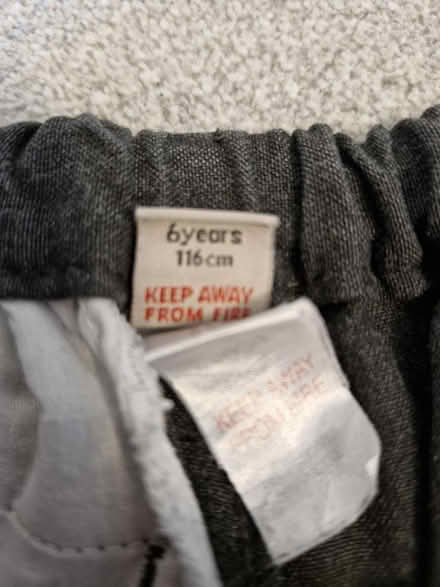 6years
116cm
KEEP AWAY
FROM FIRE
KEEP AWAY
FROM FIRE